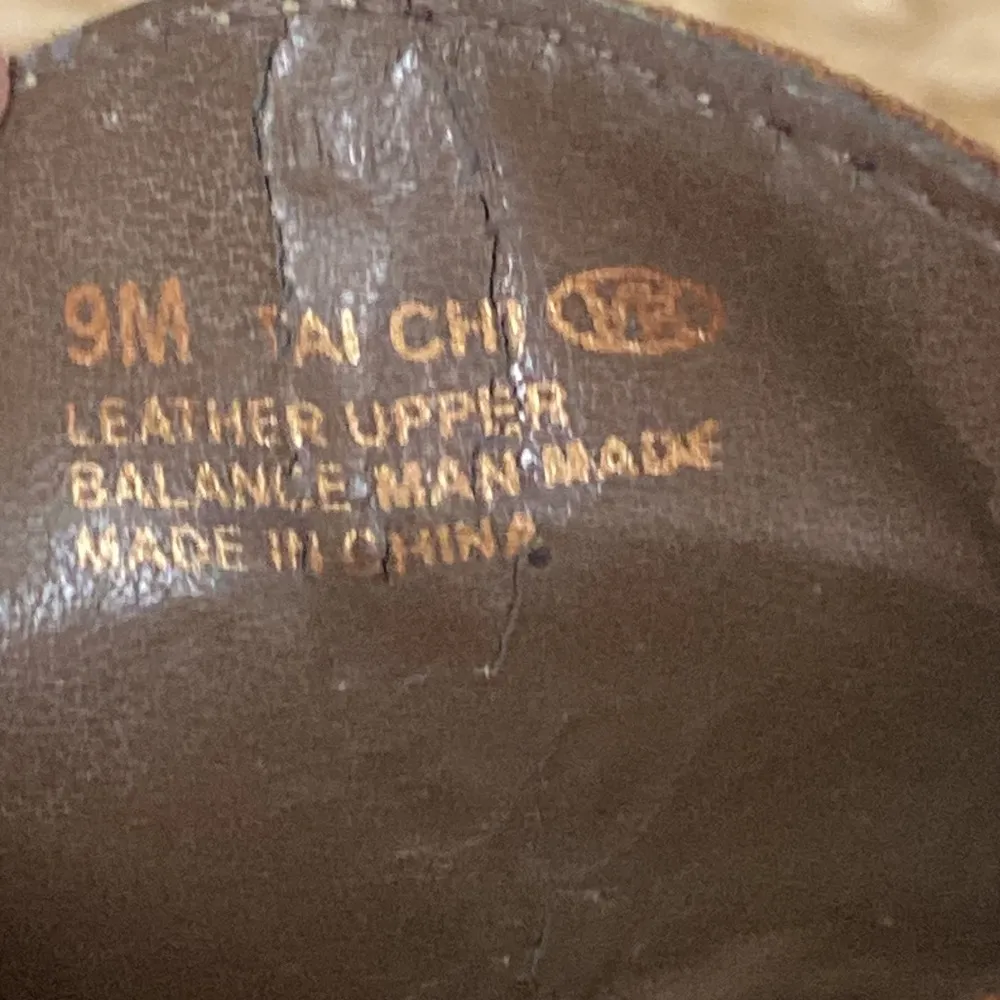 9M TAI CHI
LEATHER UPPER
BALANCE MAN MADE
MADE IN CHINA